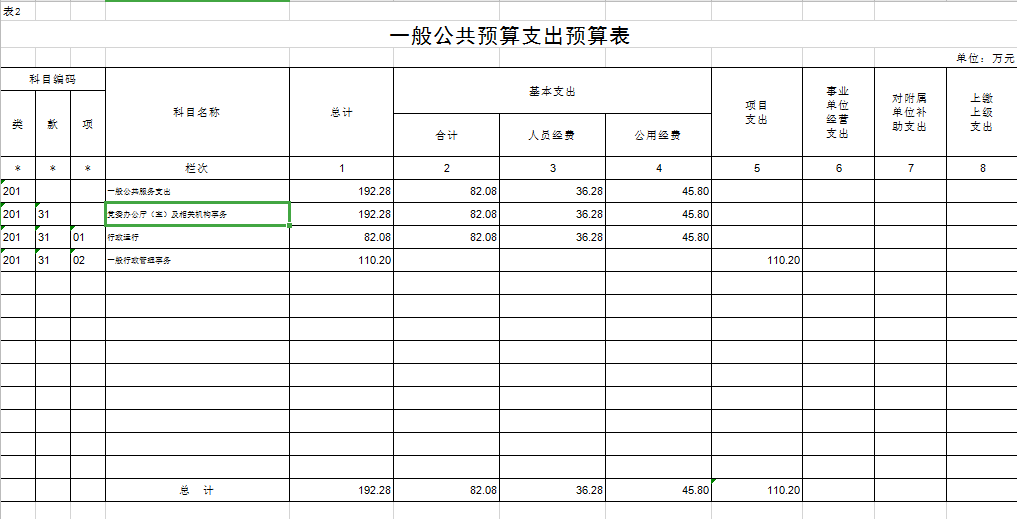 表2
一般公共预算支出预算表
单位：万元
科目编码 科目名称 总计 基本支出 项目支出 事业单位经营支出 对附属单位补助支出 上缴上级支出
类 款 项 合计 人员经费 公用经费
* * * 栏次 1 2 3 4 5 6 7 8
201 一般公共服务支出 192.28 82.08 36.28 45.80
201 31 党委办公厅（室）及相关机构事务 192.28 82.08 36.28 45.80
201 31 01 行政运行 82.08 82.08 36.28 45.80
201 31 02 一般行政管理事务 110.20 110.20
总 计 192.28 82.08 36.28 45.80 110.20